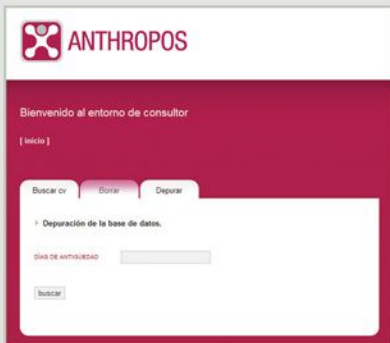 ANTHROPOS
Bienvenido al entorno de consultor
[ Inicio ]
Buscar cv Borrar Depurar
Depuración de la base de datos.
DÍAS DE ANTIGÜEDAD
buscar